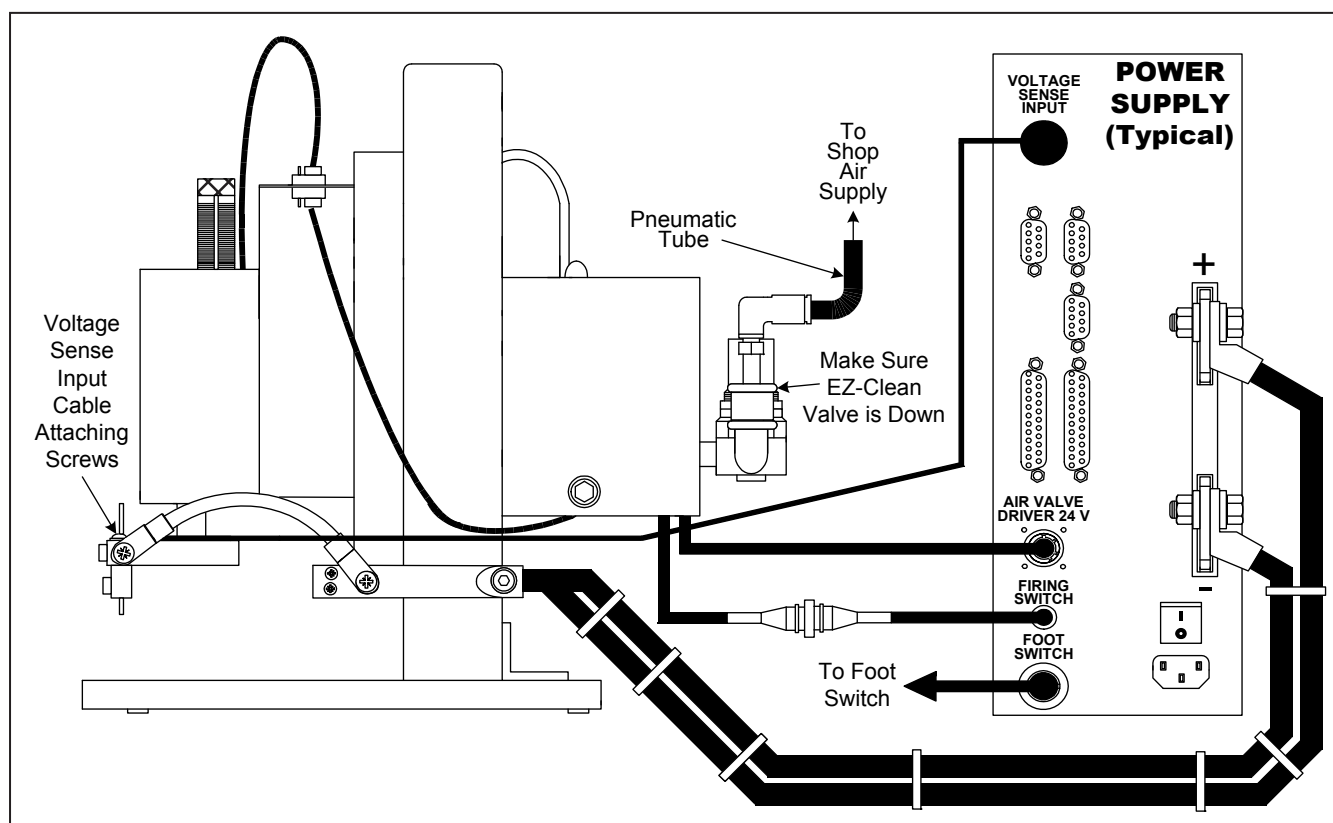 POWER
SUPPLY
(Typical)
VOLTAGE
SENSE
INPUT
To
Shop
Air
Supply
Pneumatic
Tube
+
Voltage
Sense
Input
Cable
Attaching
Screws
Make Sure
EZ-Clean
Valve is Down
AIR VALVE
DRIVER 24 V
FIRING
SWITCH
-
FOOT
SWITCH
To Foot
Switch